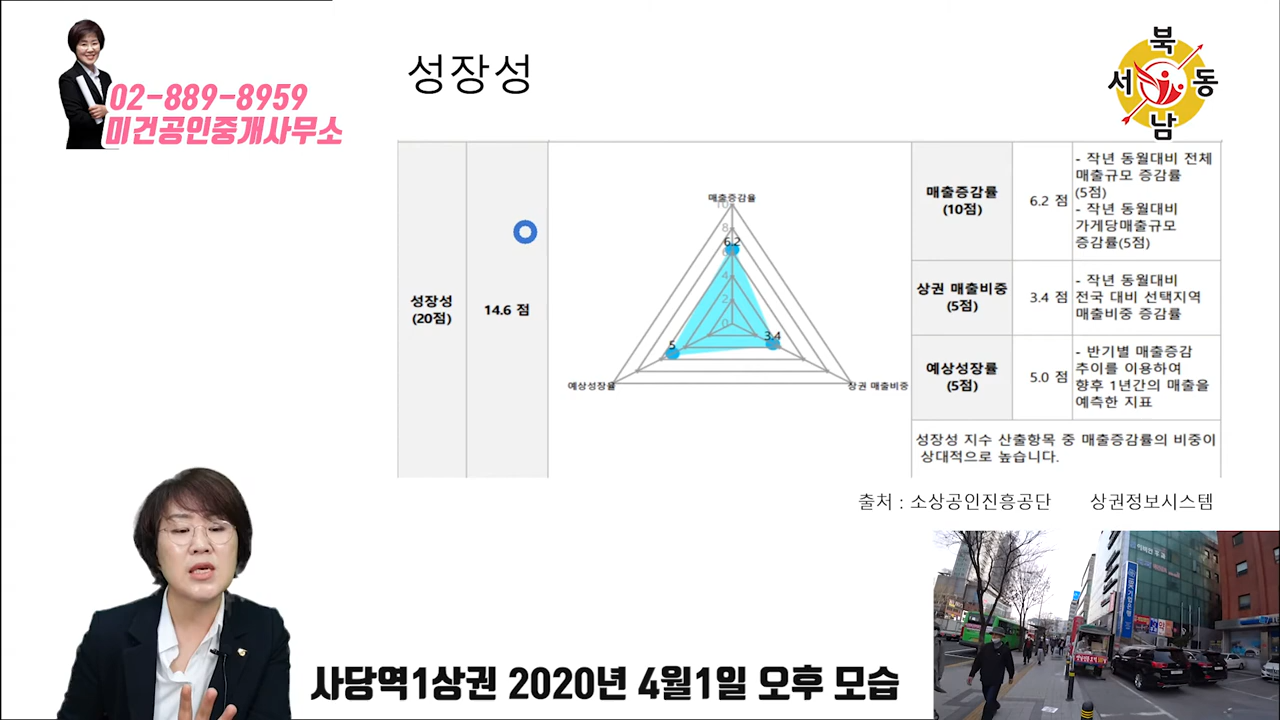 성장성
북
서 동
남
02-889-8959
미건공인중개사무소
성장성
(20점)
14.6 점
매출증감율
10
8
6.2
6
4
2
0
3.4
5
예상성장율
상권 매출비중
매출증감률
(10점)
6.2 점
- 작년 동월대비 전체
매출규모 증감률
(5점)
- 작년 동월대비
가게당매출규모
증감률(5점)
상권 매출비중
(5점)
3.4 점
- 작년 동월대비
전국 대비 선택지역
매출비중 증감률
예상성장률
(5점)
5.0 점
- 반기별 매출증감
추이를 이용하여
향후 1년간의 매출을
예측한 지표
성장성 지수 산출항목 중 매출증감률의 비중이
상대적으로 높습니다.
출처 : 소상공인진흥공단 상권정보시스템
사당역1상권 2020년 4월1일 오후 모습